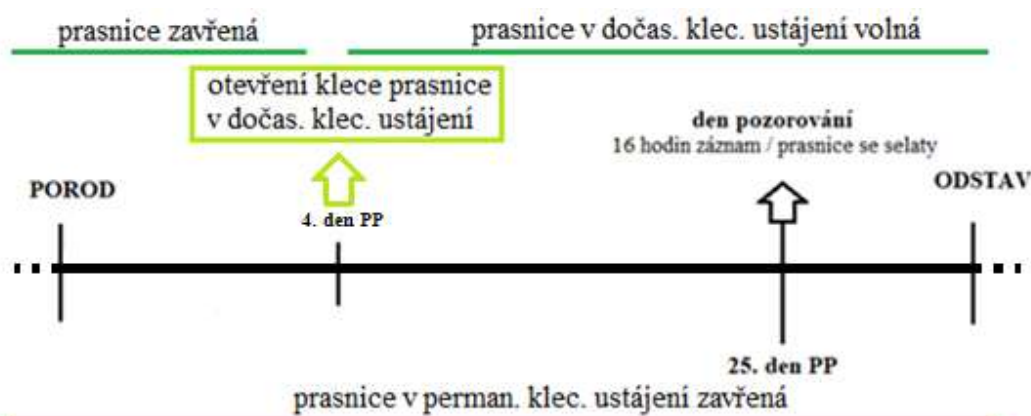 prasnice zavřená
prasnice v dočas. klec. ustájení volná
otevření klece prasnice
v dočas. klec. ustájení
den pozorování
16 hodin záznam / prasnice se selaty
POROD
ODSTAV
4. den PP
25. den PP
prasnice v perman. klec. ustájení zavřená